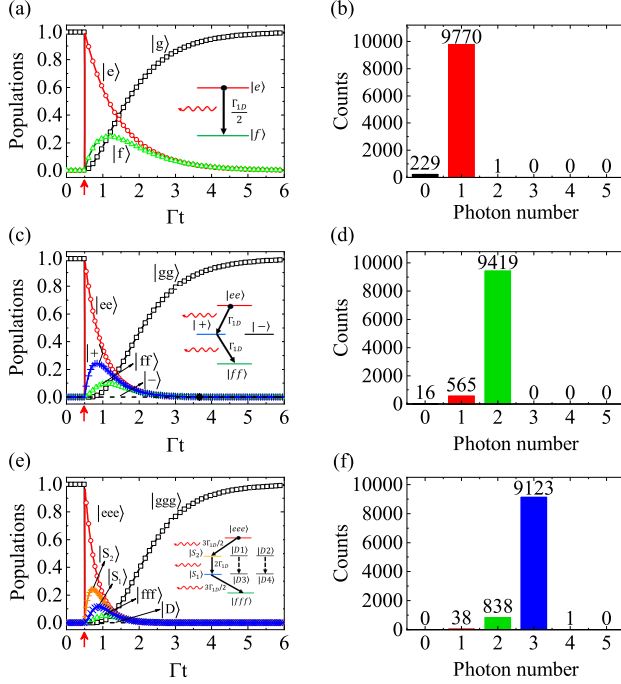 (a)
Populations
1.0
0.8
0.6
0.4
0.2
0.0
|e⟩
|g⟩
|f⟩
|e⟩
Γ1D
2
|f⟩
0 1 2 3 4 5 6
Γt
(b)
Counts
10000
8000
6000
4000
2000
0
229 9770 1 0 0 0
0 1 2 3 4 5
Photon number
(c)
Populations
1.0
0.8
0.6
0.4
0.2
0.0
|ee⟩
|gg⟩
|+⟩
|ff⟩
|−⟩
|ee⟩
Γ1D
|+⟩ |−⟩
Γ1D
|ff⟩
0 1 2 3 4 5 6
Γt
(d)
Counts
10000
8000
6000
4000
2000
0
16 565 9419 0 0 0
0 1 2 3 4 5
Photon number
(e)
Populations
1.0
0.8
0.6
0.4
0.2
0.0
|eee⟩
|ggg⟩
|S2⟩
|S1⟩
|fff⟩
|D⟩
|eee⟩
3Γ1D/2
|S2⟩ |D1⟩ |D2⟩
2Γ1D
|S1⟩ |D3⟩ |D4⟩
3Γ1D/2
|fff⟩
0 1 2 3 4 5 6
Γt
(f)
Counts
10000
8000
6000
4000
2000
0
0 38 838 9123 1 0
0 1 2 3 4 5
Photon number